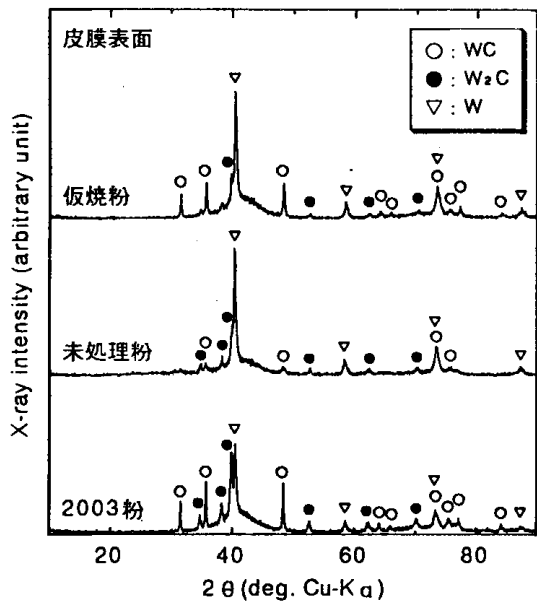 皮膜表面
○ : WC
● : W₂C
▽ : W
仮焼粉
未処理粉
2003粉
X-ray intensity (arbitrary unit)
20 40 60 80
2 θ (deg. Cu-Kα)